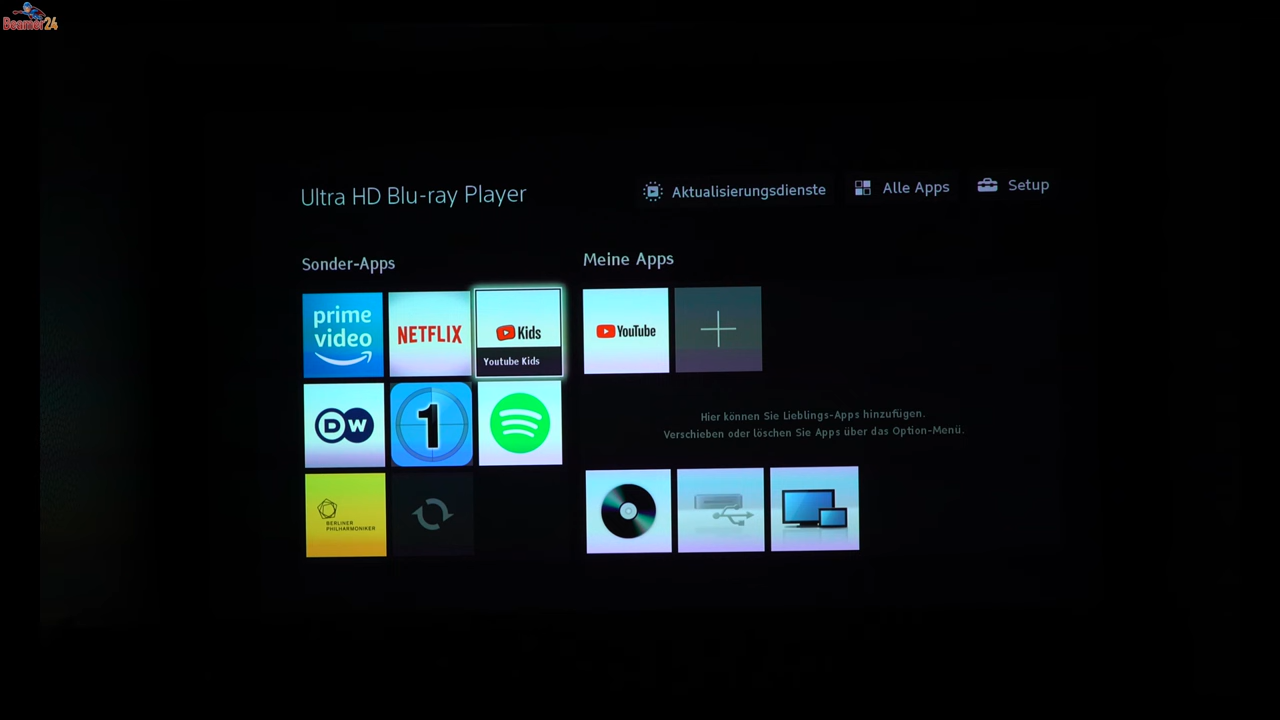 Beamer24
Ultra HD Blu-ray Player
Aktualisierungsdienste
Alle Apps
Setup
Sonder-Apps
Meine Apps
prime
video
NETFLIX
Kids
Youtube Kids
YouTube
DW
1
Hier können Sie Lieblings-Apps hinzufügen.
Verschieben oder löschen Sie Apps über das Option-Menü.
BERLINER
PHILHARMONIKER